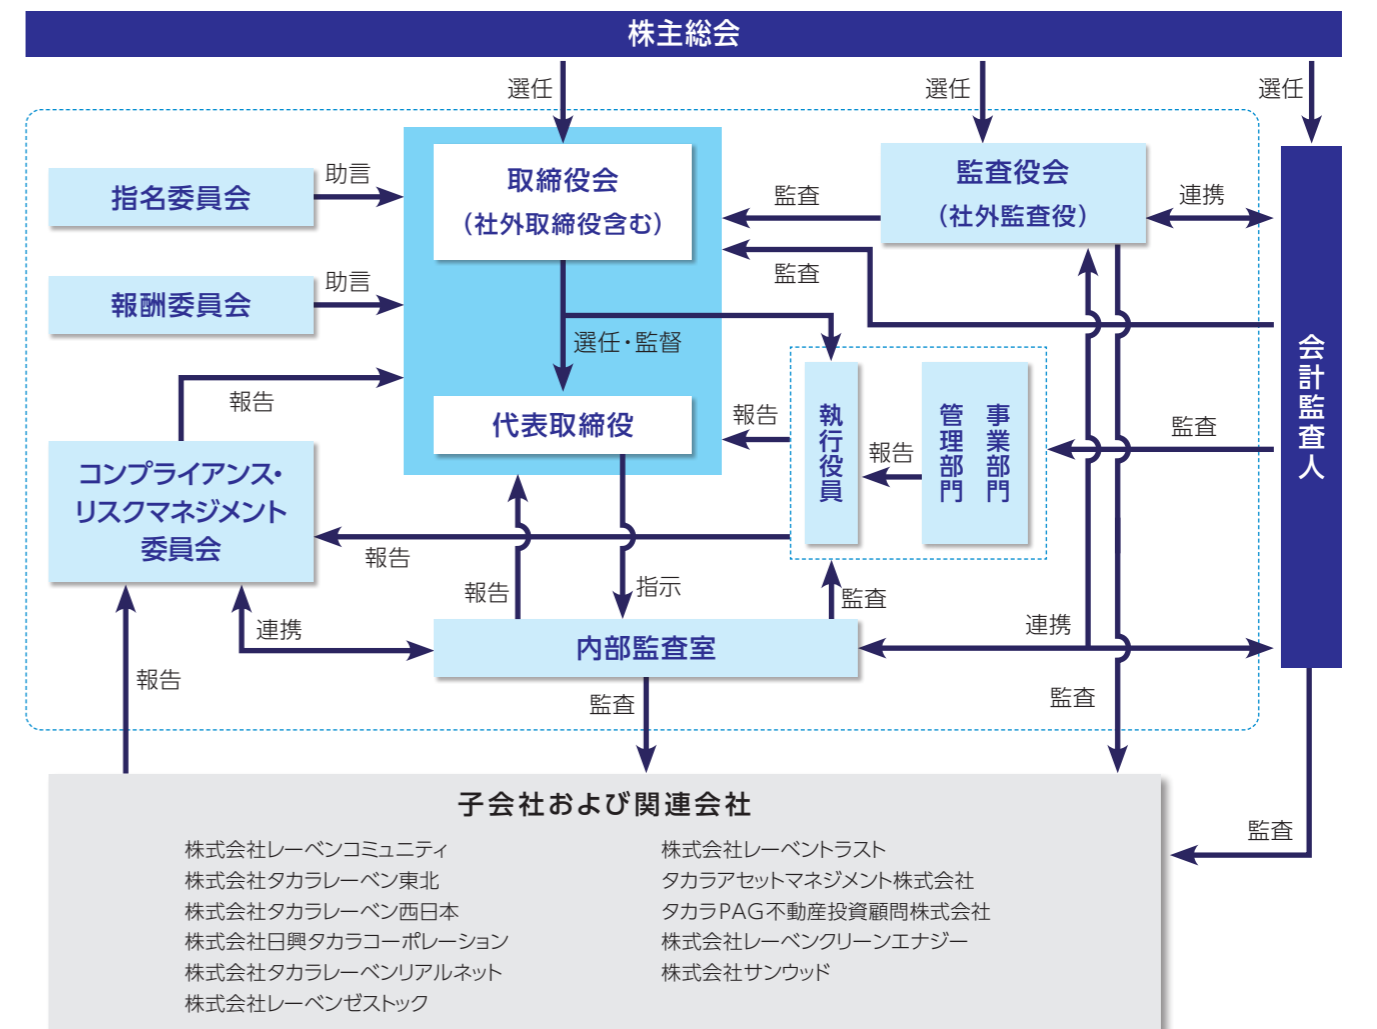 株主総会
選任
選任
選任
指名委員会
助言
取締役会
（社外取締役含む）
監査
監査役会
（社外監査役）
連携
監査
報酬委員会
助言
選任・監督
会計監査人
報告
代表取締役
報告
執行役員
報告
管理部門
事業部門
監査
コンプライアンス・
リスクマネジメント
委員会
報告
報告
指示
監査
連携
内部監査室
連携
報告
監査
監査
子会社および関連会社
株式会社レーベンコミュニティ
株式会社タカラレーベン東北
株式会社タカラレーベン西日本
株式会社日興タカラコーポレーション
株式会社タカラレーベンリアルネット
株式会社レーベンゼストック
株式会社レーベントラスト
タカラアセットマネジメント株式会社
タカラPAG不動産投資顧問株式会社
株式会社レーベンクリーンエナジー
株式会社サンウッド
監査